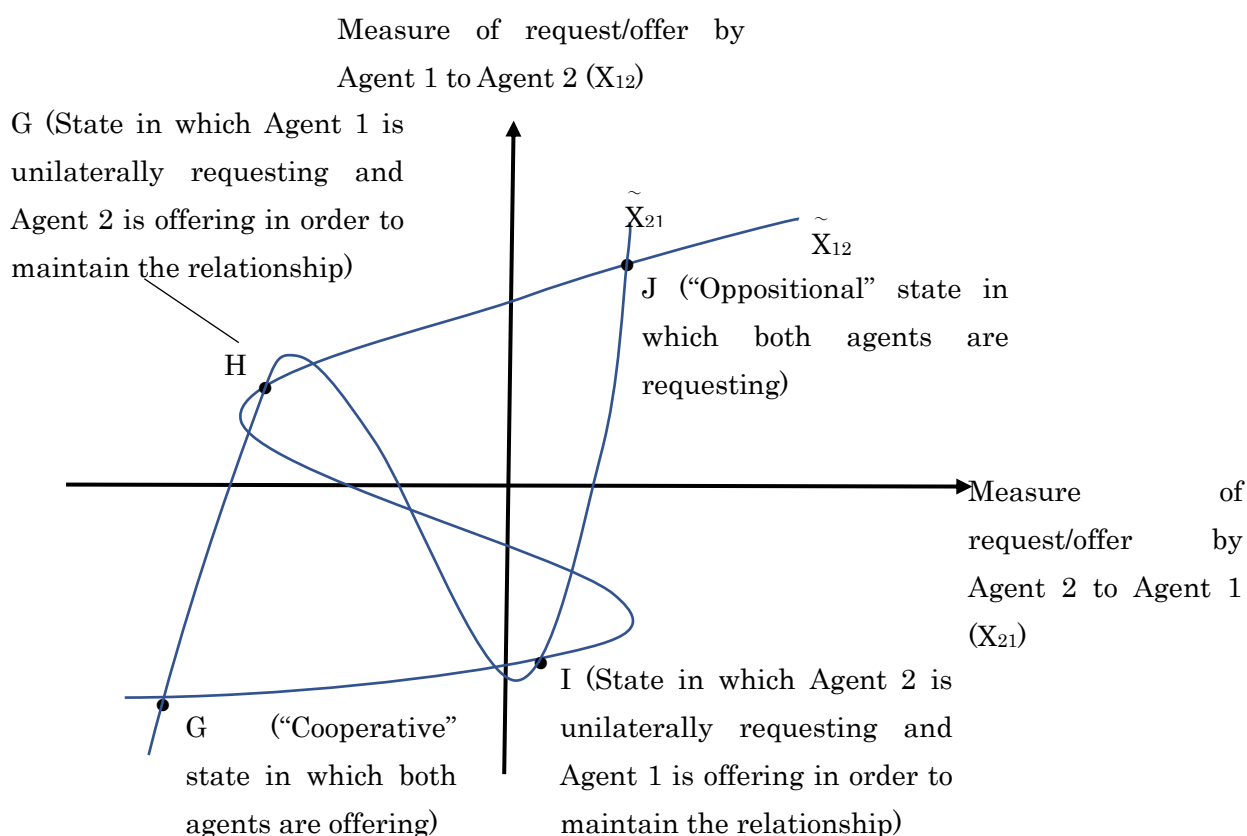 Measure of request/offer by
Agent 1 to Agent 2 (X₁₂)
G (State in which Agent 1 is
unilaterally requesting and
Agent 2 is offering in order to
maintain the relationship)
~
X₂₁
~
X₁₂
J (“Oppositional” state in
which both agents are
requesting)
H
Measure of
request/offer by
Agent 2 to Agent 1
(X₂₁)
I (State in which Agent 2 is
unilaterally requesting and
Agent 1 is offering in order to
maintain the relationship)
G (“Cooperative”
state in which both
agents are offering)